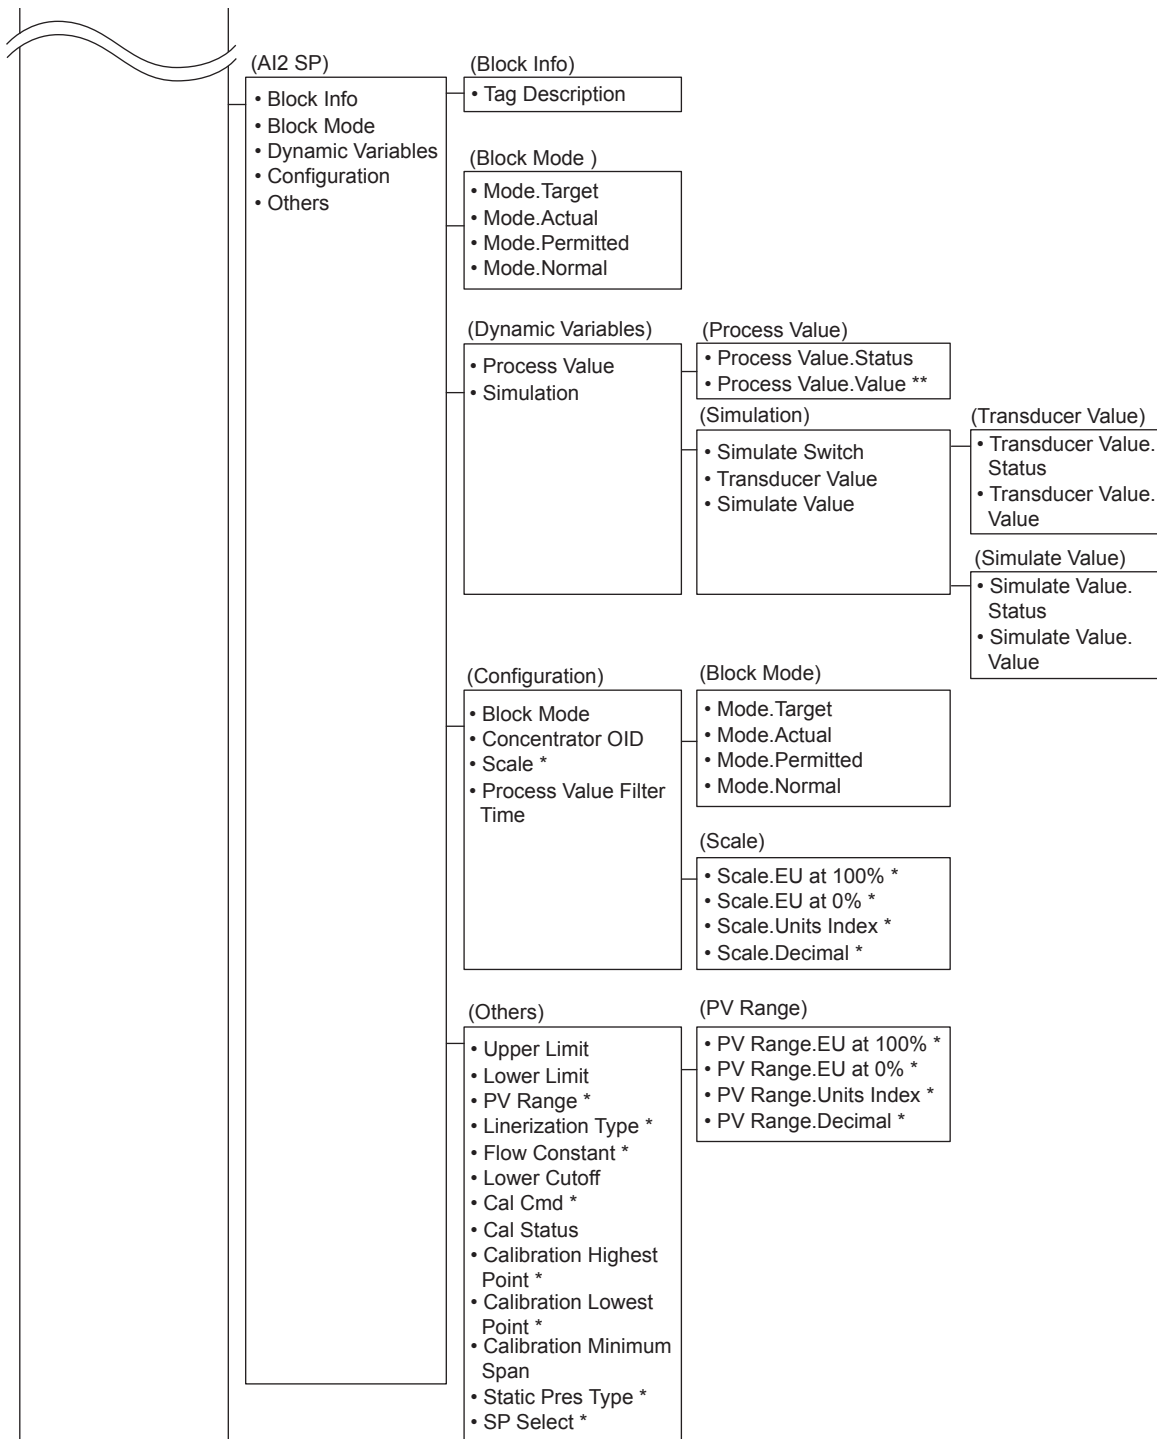 (AI2 SP)
• Block Info
• Block Mode
• Dynamic Variables
• Configuration
• Others
(Block Info)
• Tag Description
(Block Mode )
• Mode.Target
• Mode.Actual
• Mode.Permitted
• Mode.Normal
(Dynamic Variables)
• Process Value
• Simulation
(Process Value)
• Process Value.Status
• Process Value.Value **
(Simulation)
• Simulate Switch
• Transducer Value
• Simulate Value
(Transducer Value)
• Transducer Value.
Status
• Transducer Value.
Value
(Simulate Value)
• Simulate Value.
Status
• Simulate Value.
Value
(Configuration)
• Block Mode
• Concentrator OID
• Scale *
• Process Value Filter
Time
(Block Mode)
• Mode.Target
• Mode.Actual
• Mode.Permitted
• Mode.Normal
(Scale)
• Scale.EU at 100% *
• Scale.EU at 0% *
• Scale.Units Index *
• Scale.Decimal *
(Others)
• Upper Limit
• Lower Limit
• PV Range *
• Linerization Type *
• Flow Constant *
• Lower Cutoff
• Cal Cmd *
• Cal Status
• Calibration Highest
Point *
• Calibration Lowest
Point *
• Calibration Minimum
Span
• Static Pres Type *
• SP Select *
(PV Range)
• PV Range.EU at 100% *
• PV Range.EU at 0% *
• PV Range.Units Index *
• PV Range.Decimal *